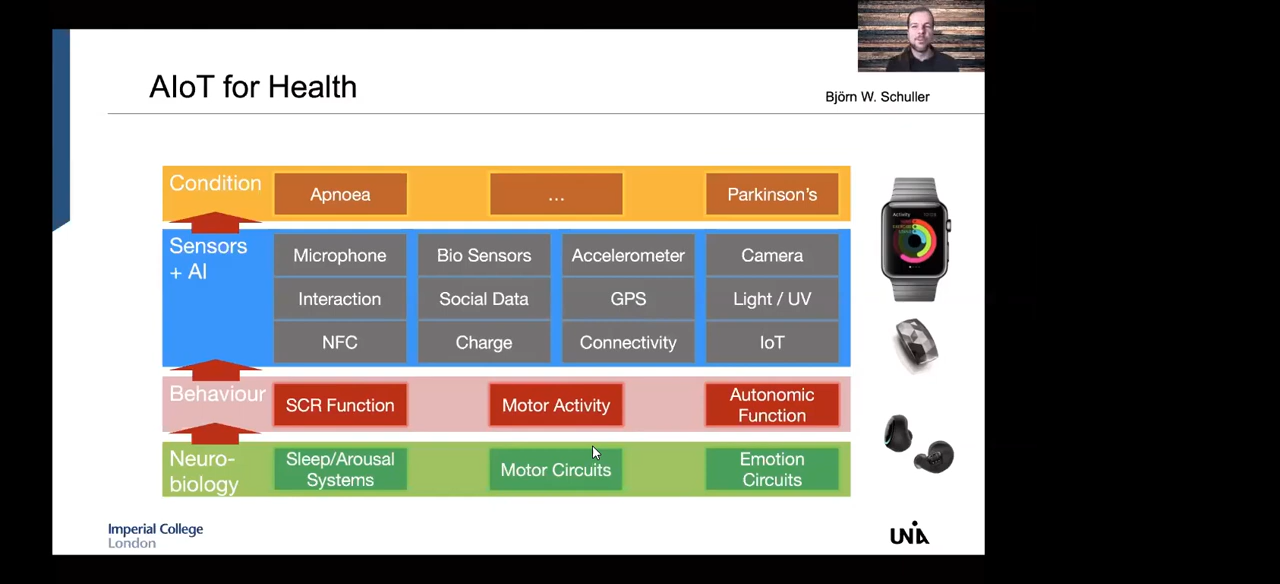 AIoT for Health
Björn W. Schuller
Condition
Apnoea
...
Parkinson's
Sensors
+ AI
Microphone
Bio Sensors
Accelerometer
Camera
Interaction
Social Data
GPS
Light / UV
NFC
Charge
Connectivity
IoT
Behaviour
SCR Function
Motor Activity
Autonomic
Function
Neuro-
biology
Sleep/Arousal
Systems
Motor Circuits
Emotion
Circuits
Activity
Imperial College
London
UNIA